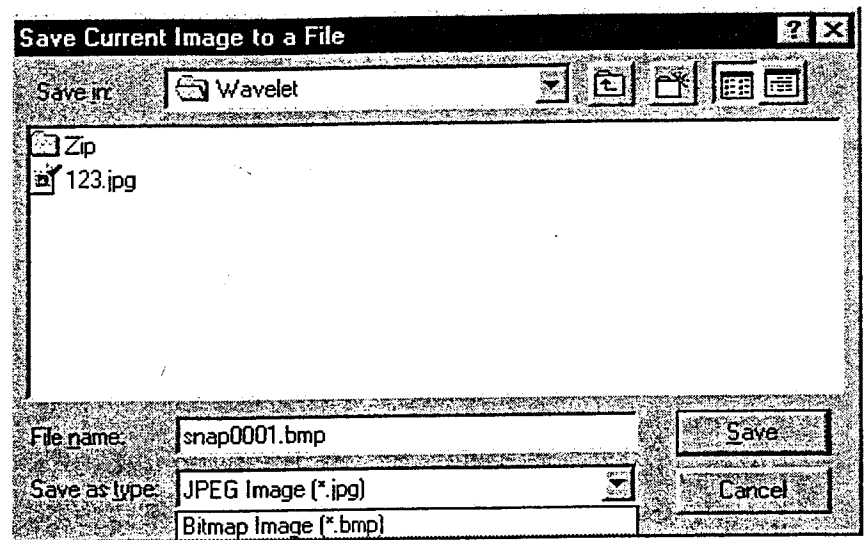 Save Current Image to a File
Save in: Wavelet
Zip
123.jpg
File name: snap0001.bmp Save
Save as type: JPEG Image (*.jpg) Cancel
Bitmap Image (*.bmp)